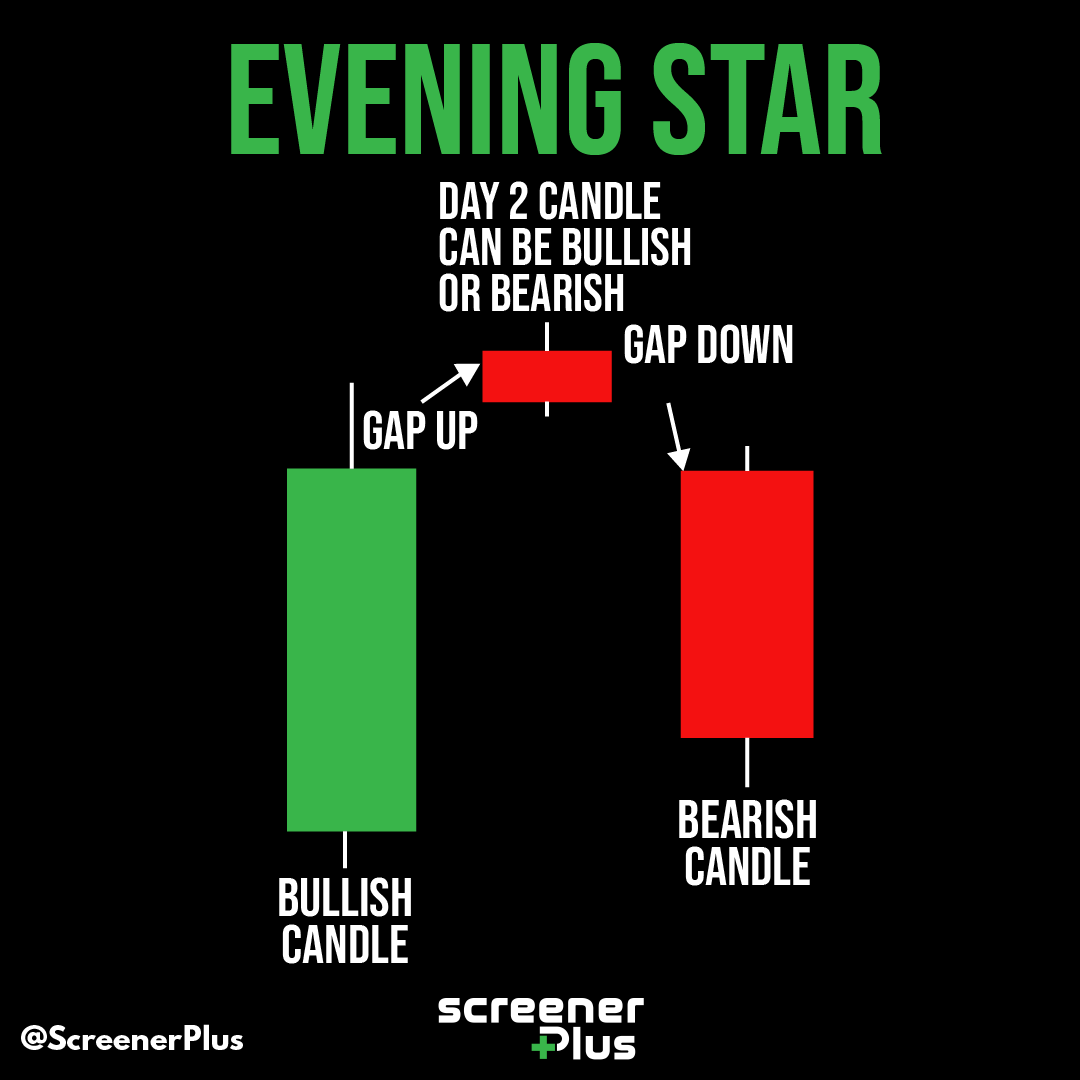 EVENING STAR
DAY 2 CANDLE
CAN BE BULLISH
OR BEARISH
GAP DOWN
GAP UP
BEARISH
CANDLE
BULLISH
CANDLE
screener
Plus
@ScreenerPlus